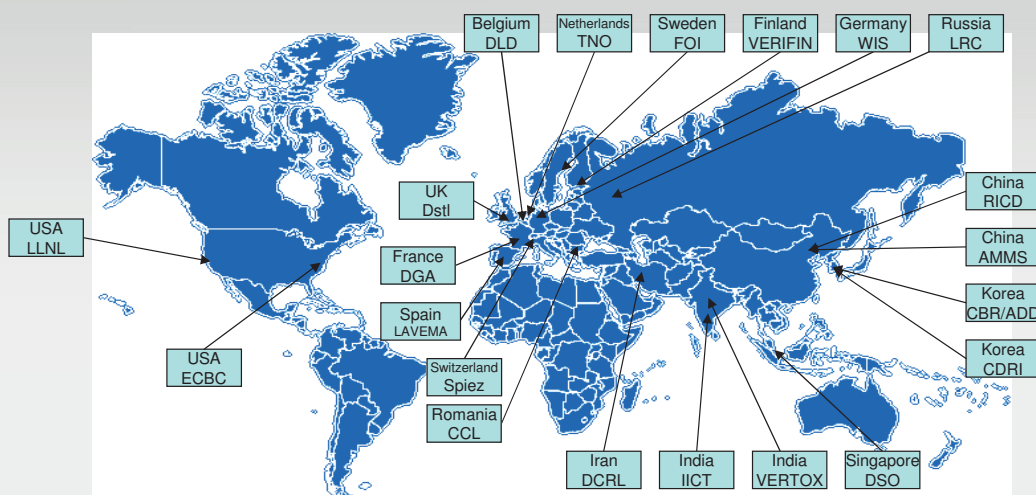 Belgium
DLD
Netherlands
TNO
Sweden
FOI
Finland
VERIFIN
Germany
WIS
Russia
LRC
UK
Dstl
China
RICD
USA
LLNL
France
DGA
China
AMMS
Spain
LAVEMA
Korea
CBR/ADD
USA
ECBC
Switzerland
Spiez
Korea
CDRI
Romania
CCL
Iran
DCRL
India
IICT
India
VERTOX
Singapore
DSO